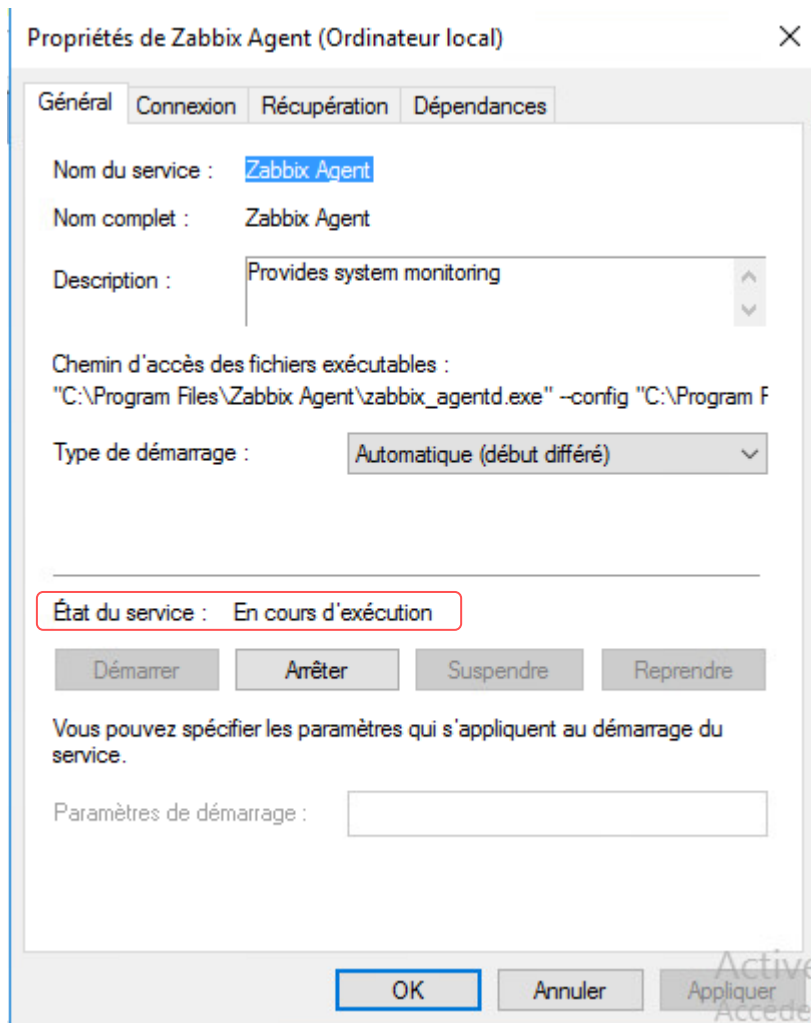 Propriétés de Zabbix Agent (Ordinateur local)
Général Connexion Récupération Dépendances
Nom du service : Zabbix Agent
Nom complet : Zabbix Agent
Description : Provides system monitoring
Chemin d'accès des fichiers exécutables :
"C:\Program Files\Zabbix Agent\zabbix_agentd.exe" --config "C:\Program F
Type de démarrage : Automatique (début différé)
État du service : En cours d'exécution
Démarrer Arrêter Suspendre Reprendre
Vous pouvez spécifier les paramètres qui s'appliquent au démarrage du
service.
Paramètres de démarrage :
OK Annuler Appliquer
Active
Accéde